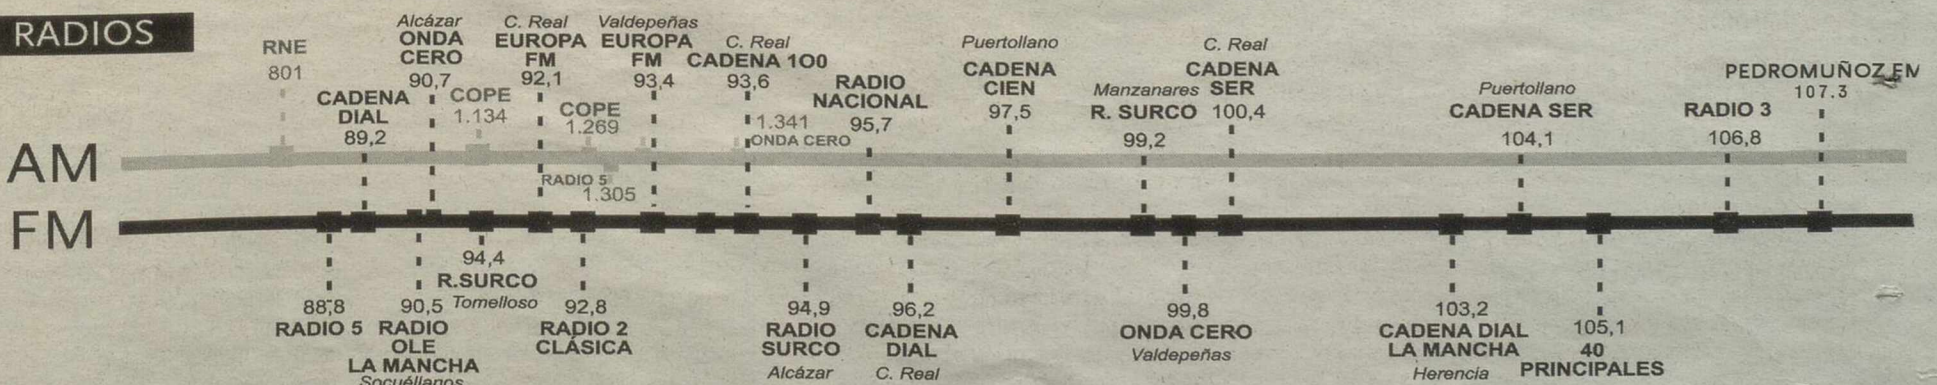 RADIOS
RNE
801
CADENA
DIAL
89,2
Alcázar
ONDA
CERO
90,7
COPE
1.134
C. Real
EUROPA
FM
92,1
COPE
1.269
Valdepeñas
EUROPA
FM
93,4
C. Real
CADENA 100
93,6
1.341
ONDA CERO
RADIO
NACIONAL
95,7
Puertollano
CADENA
CIEN
97,5
Manzanares
R. SURCO
99,2
C. Real
CADENA
SER
100,4
Puertollano
CADENA SER
104,1
RADIO 3
106,8
PEDROMUÑOZ FM
107.3
AM
RADIO 5
1.305
FM
88,8
RADIO 5
90,5
RADIO
OLE
LA MANCHA
Socuéllanos
94,4
R.SURCO
Tomelloso
92,8
RADIO 2
CLÁSICA
94,9
RADIO
SURCO
Alcázar
96,2
CADENA
DIAL
C. Real
99,8
ONDA CERO
Valdepeñas
103,2
CADENA DIAL
LA MANCHA
Herencia
105,1
40
PRINCIPALES